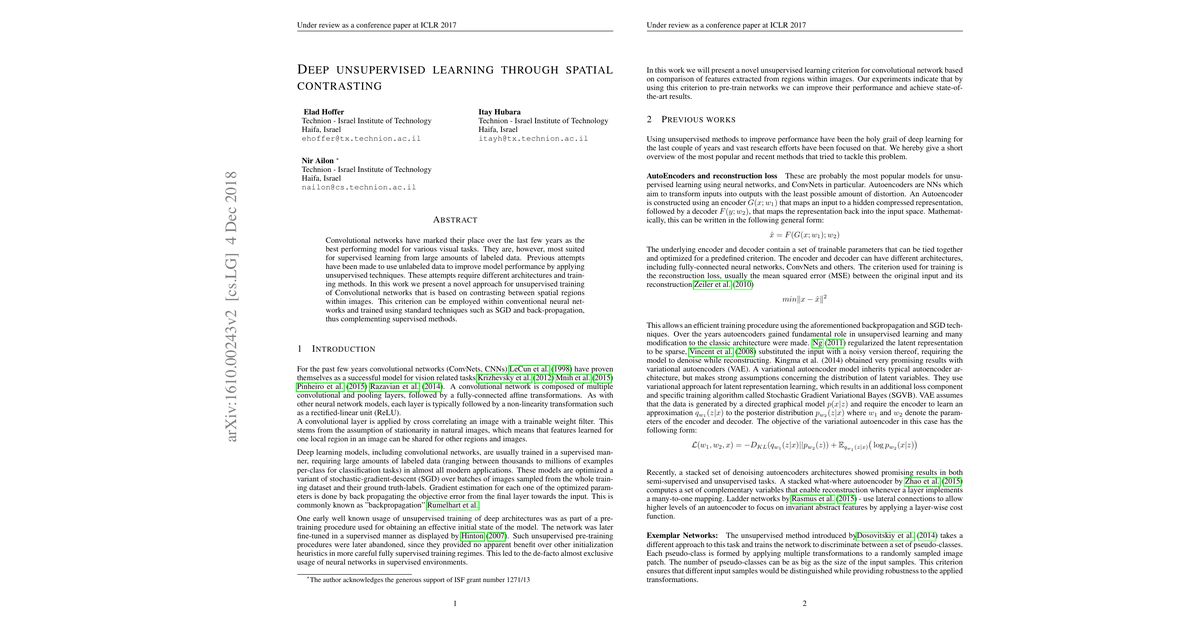 Under review as a conference paper at ICLR 2017
DEEP UNSUPERVISED LEARNING THROUGH SPATIAL
CONTRASTING
Elad Hoffer
Technion - Israel Institute of Technology
Haifa, Israel
ehoffer@tx.technion.ac.il
Itay Hubara
Technion - Israel Institute of Technology
Haifa, Israel
itayh@technion.ac.il
Nir Ailon *
Technion - Israel Institute of Technology
Haifa, Israel
nailon@cs.technion.ac.il
ABSTRACT
Convolutional networks have marked their place over the last few years as the
best performing model for various visual tasks. They are, however, most suited
for supervised learning from large amounts of labeled data. Previous attempts
have been made to use unlabeled data to improve model performance by applying
unsupervised techniques. These attempts require different architectures and train-
ing methods. In this work we present a novel approach for unsupervised training
of Convolutional networks that is based on contrasting between spatial regions
within images. This criterion can be employed within conventional neural net-
works and trained using standard techniques such as SGD and back-propagation,
thus complementing supervised methods.
1 INTRODUCTION
For the past few years convolutional networks (ConvNets, CNNs) LeCun et al. (1998) have proven
themselves as a successful model for vision related tasks Krizhevsky et al. (2012) Mnih et al. (2015)
Pinheiro et al. (2015) Razavian et al. (2014). A convolutional network is composed of multiple
convolutional and pooling layers, followed by a fully-connected affine transformations. As with
other neural network models, each layer is typically followed by a non-linearity transformation such
as a rectified-linear unit (ReLU).
A convolutional layer is applied by cross correlating an image with a trainable weight filter. This
stems from the assumption of stationarity in natural images, which means that features learned for
one local region in an image can be shared for other regions and images.
Deep learning models, including convolutional networks, are usually trained in a supervised man-
ner, requiring large amounts of labeled data (ranging between thousands to millions of examples
per-class for classification tasks) in almost all modern applications. These models are optimized a
variant of stochastic-gradient-descent (SGD) over batches of images sampled from the whole train-
ing dataset and their ground truth-labels. Gradient estimation for each one of the optimized param-
eters is done by back propagating the objective error from the final layer towards the input. This is
commonly known as "backpropagation" Rumelhart et al.
One early well known usage of unsupervised training of deep architectures was as part of a pre-
training procedure used for obtaining an effective initial state of the model. The network was later
fine-tuned in a supervised manner as displayed by Hinton (2007). Such unsupervised pre-training
procedures were later abandoned, since they provided no apparent benefit over other initialization
heuristics in more careful fully supervised training regimes. This led to the de-facto almost exclusive
usage of neural networks in supervised environments.
*The author acknowledges the generous support of ISF grant number 1271/13
1
arXiv:1610.00243v2 [cs.LG] 4 Dec 2018
Under review as a conference paper at ICLR 2017
In this work we will present a novel unsupervised learning criterion for convolutional network based
on comparison of features extracted from regions within images. Our experiments indicate that by
using this criterion to pre-train networks we can improve their performance and achieve state-of-
the-art results.
2 PREVIOUS WORKS
Using unsupervised methods to improve performance have been the holy grail of deep learning for
the last couple of years and vast research efforts have been focused on that. We hereby give a short
overview of the most popular and recent methods that tried to tackle this problem.
AutoEncoders and reconstruction loss These are probably the most popular models for unsu-
pervised learning using neural networks, and ConvNets in particular. Autoencoders are NNs which
aim to transform inputs into outputs with the least possible amount of distortion. An Autoencoder
is constructed using an encoder G(x; w₁) that maps an input to a hidden compressed representation,
followed by a decoder F(y; w₂), that maps the representation back into the input space. Mathemat-
ically, this can be written in the following general form:
x̂ = F(G(x; w₁); w₂)
The underlying encoder and decoder contain a set of trainable parameters that can be tied together
and optimized for a predefined criterion. The encoder and decoder can have different architectures,
including fully-connected neural networks, ConvNets and others. The criterion used for training is
the reconstruction loss, usually the mean squared error (MSE) between the original input and its
reconstruction Zeiler et al. (2010)
min‖x − x̂‖²
This allows an efficient training procedure using the aforementioned backpropagation and SGD tech-
niques. Over the years autoencoders gained fundamental role in unsupervised learning and many
modification to the classic architecture were made. Ng (2011) regularized the latent representation
to be sparse, Vincent et al. (2008) substituted the input with a noisy version thereof, requiring the
model to denoise while reconstructing. Kingma et al. (2014) obtained very promising results with
variational autoencoders (VAE). A variational autoencoder model inherits typical autoencoder archi-
tecture, but makes strong assumptions concerning the distribution of latent variables. They use
variational approach for latent representation learning, which results in an additional loss component
and specific training algorithm called Stochastic Gradient Variational Bayes (SGVB). VAE assumes
that the data is generated by a directed graphical model p(x|z) and require the encoder to learn an
approximation q_w₁(z|x) to the posterior distribution p_w₂(z|x) where w₁ and w₂ denote the param-
eters of the encoder and decoder. The objective of the variational autoencoder in this case has the
following form:
L(w₁, w₂, x) = −D_KL(q_w₁(z|x)||p_w₂(z)) + E_q_w₁(z|x)(log p_w₂(x|z))
Recently, a stacked set of denoising autoencoders architectures showed promising results in both
semi-supervised and unsupervised tasks. A stacked what-where autoencoder by Zhao et al. (2015)
computes a set of complementary variables that enable reconstruction whenever a layer implements
a many-to-one mapping. Ladder networks by Rasmus et al. (2015) - use lateral connections to allow
higher levels of an autoencoder to focus on invariant abstract features by applying a layer-wise cost
function.
Exemplar Networks: The unsupervised method introduced by Dosovitskiy et al. (2014) takes a
different approach to this task and trains the network to discriminate between a set of pseudo-classes.
Each pseudo-class is formed by applying multiple transformations to a randomly sampled image
patch. The number of pseudo-classes can be as big as the size of the input samples. This criterion
ensures that different input samples would be distinguished while providing robustness to the applied
transformations.
2